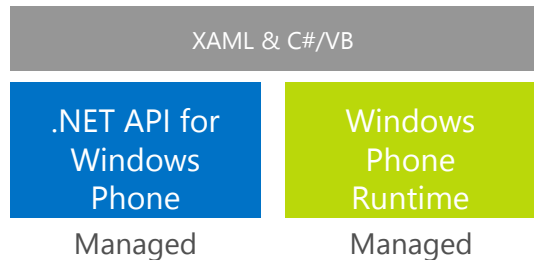 XAML & C#/VB
.NET API for
Windows
Phone
Windows
Phone
Runtime
Managed
Managed